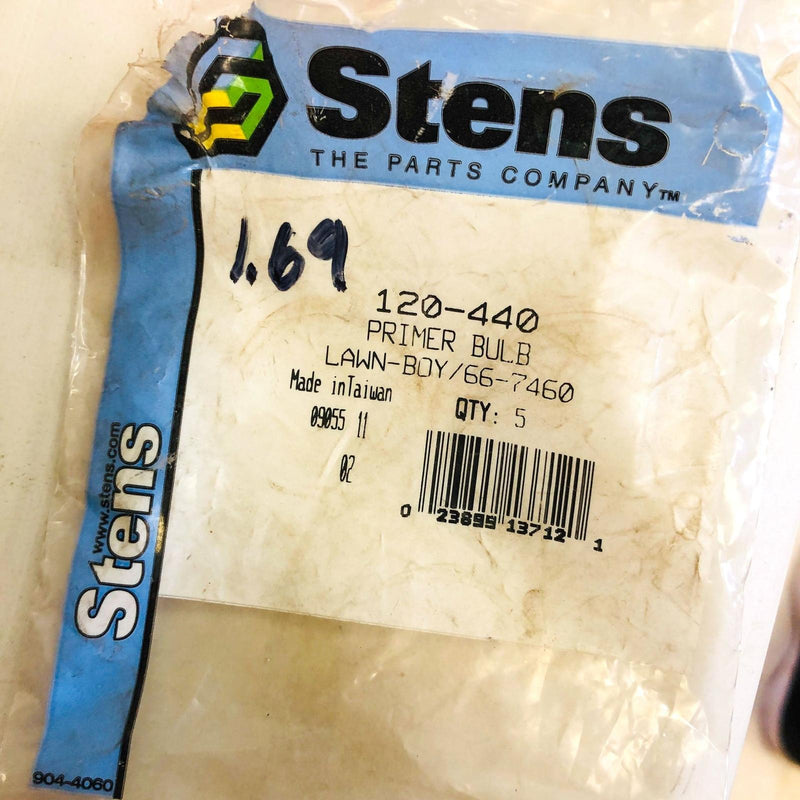 Stens
THE PARTS COMPANY™
1.69
120-440
PRIMER BULB
LAWN-BOY/66-7460
Made inTaiwan
QTY: 5
09055 11
02
0 23899 13712 1
www.stens.com
Stens
904-4060